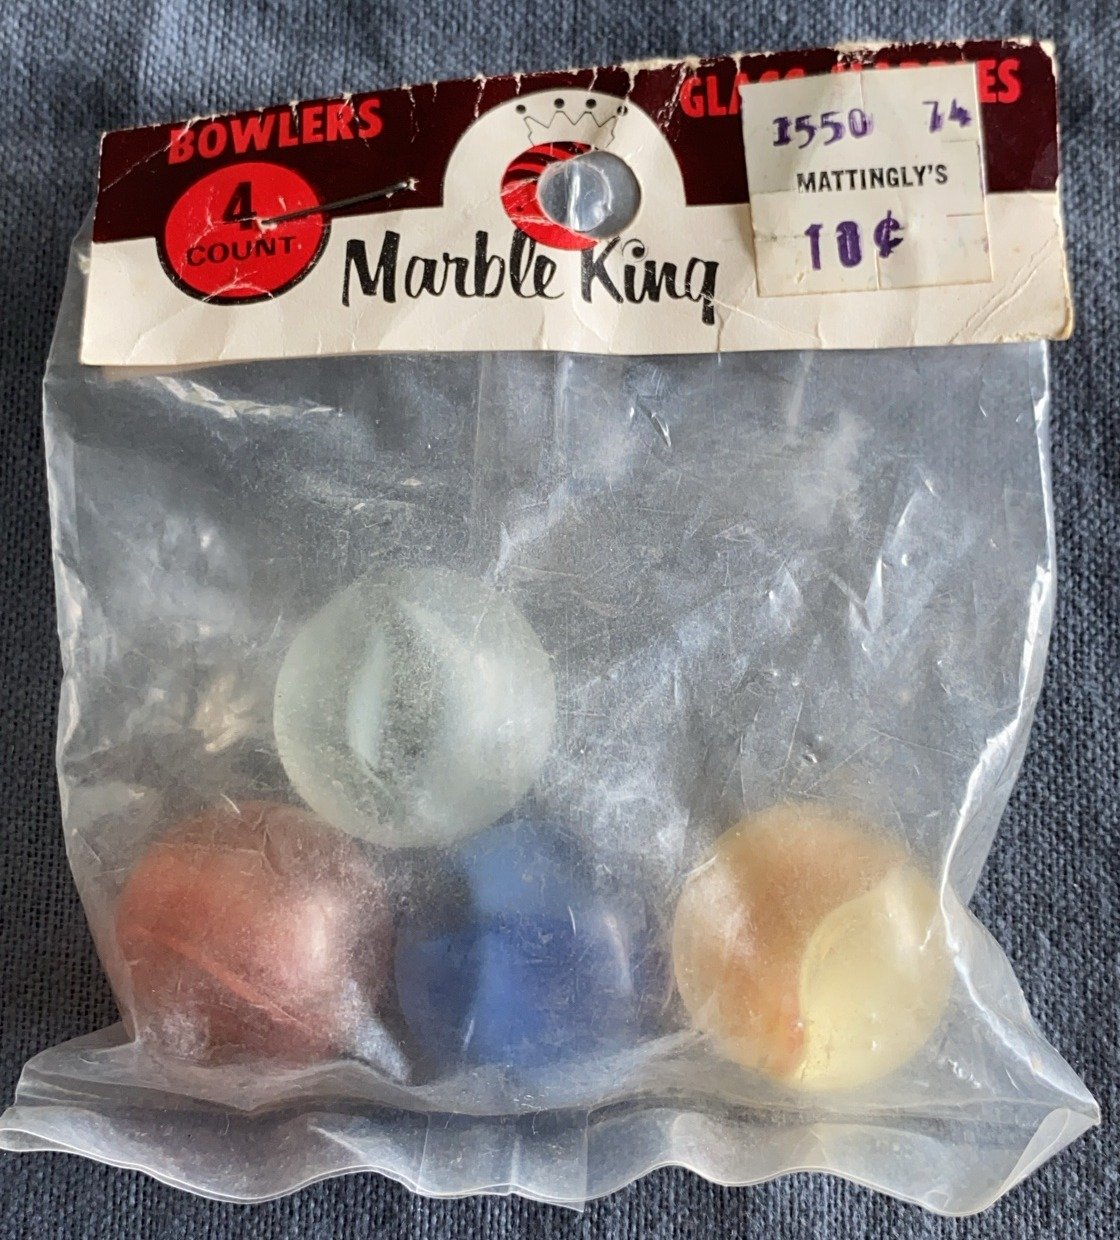 BOWLERS
4
COUNT
Marble King
1550 74
MATTINGLY'S
10¢